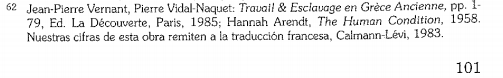 62 Jean-Pierre Vernant, Pierre Vidal-Naquet: Travail & Esclavage en Grèce Ancienne, pp. 1-
79, Ed. La Découverte, Paris, 1985; Hannah Arendt, The Human Condition, 1958.
Nuestras cifras de esta obra remiten a la traducción francesa, Calmann-Lévi, 1983.
101